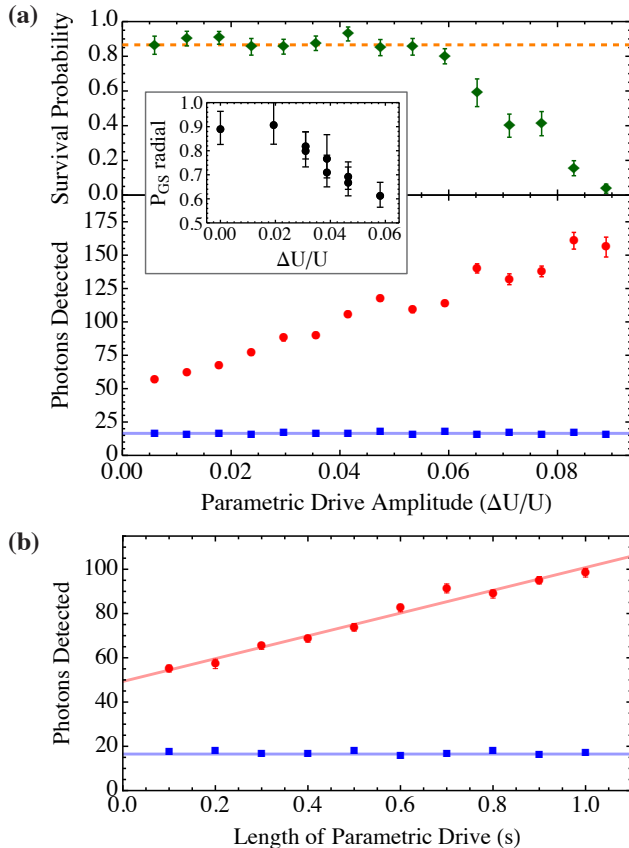 (a)
Survival Probability
1.0
0.8
0.6
0.4
0.2
0.0
P_GS radial
1.0
0.9
0.8
0.7
0.6
0.5
0.00 0.02 0.04 0.06
ΔU/U
Photons Detected
175
150
125
100
75
50
25
0
0.00 0.02 0.04 0.06 0.08
Parametric Drive Amplitude (ΔU/U)
(b)
Photons Detected
100
80
60
40
20
0
0.0 0.2 0.4 0.6 0.8 1.0
Length of Parametric Drive (s)